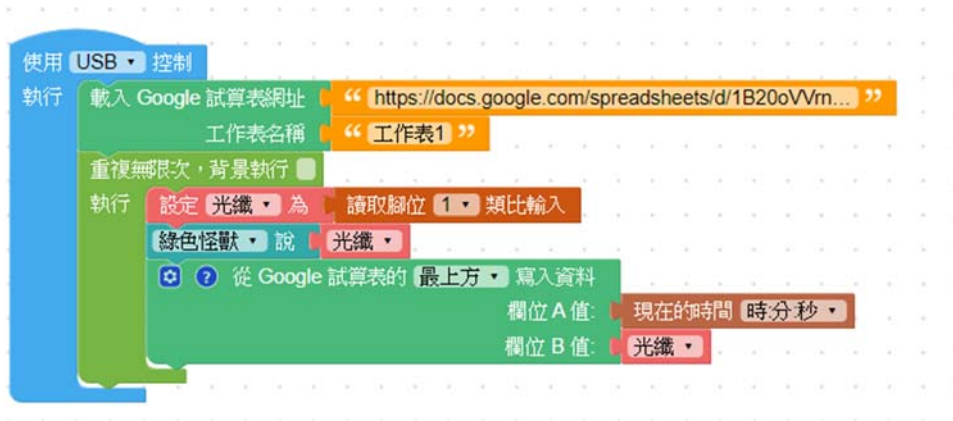 使用 USB 控制
執行 載入 Google 試算表網址 “ https://docs.google.com/spreadsheets/d/1B20oVVrn... ”
工作表名稱 “ 工作表1 ”
重複無限次，背景執行
執行 設定 光纖 為 讀取腳位 1 類比輸入
綠色怪獸 說 光纖
從 Google 試算表的 最上方 寫入資料
欄位 A 值: 現在的時間 時:分:秒
欄位 B 值: 光纖